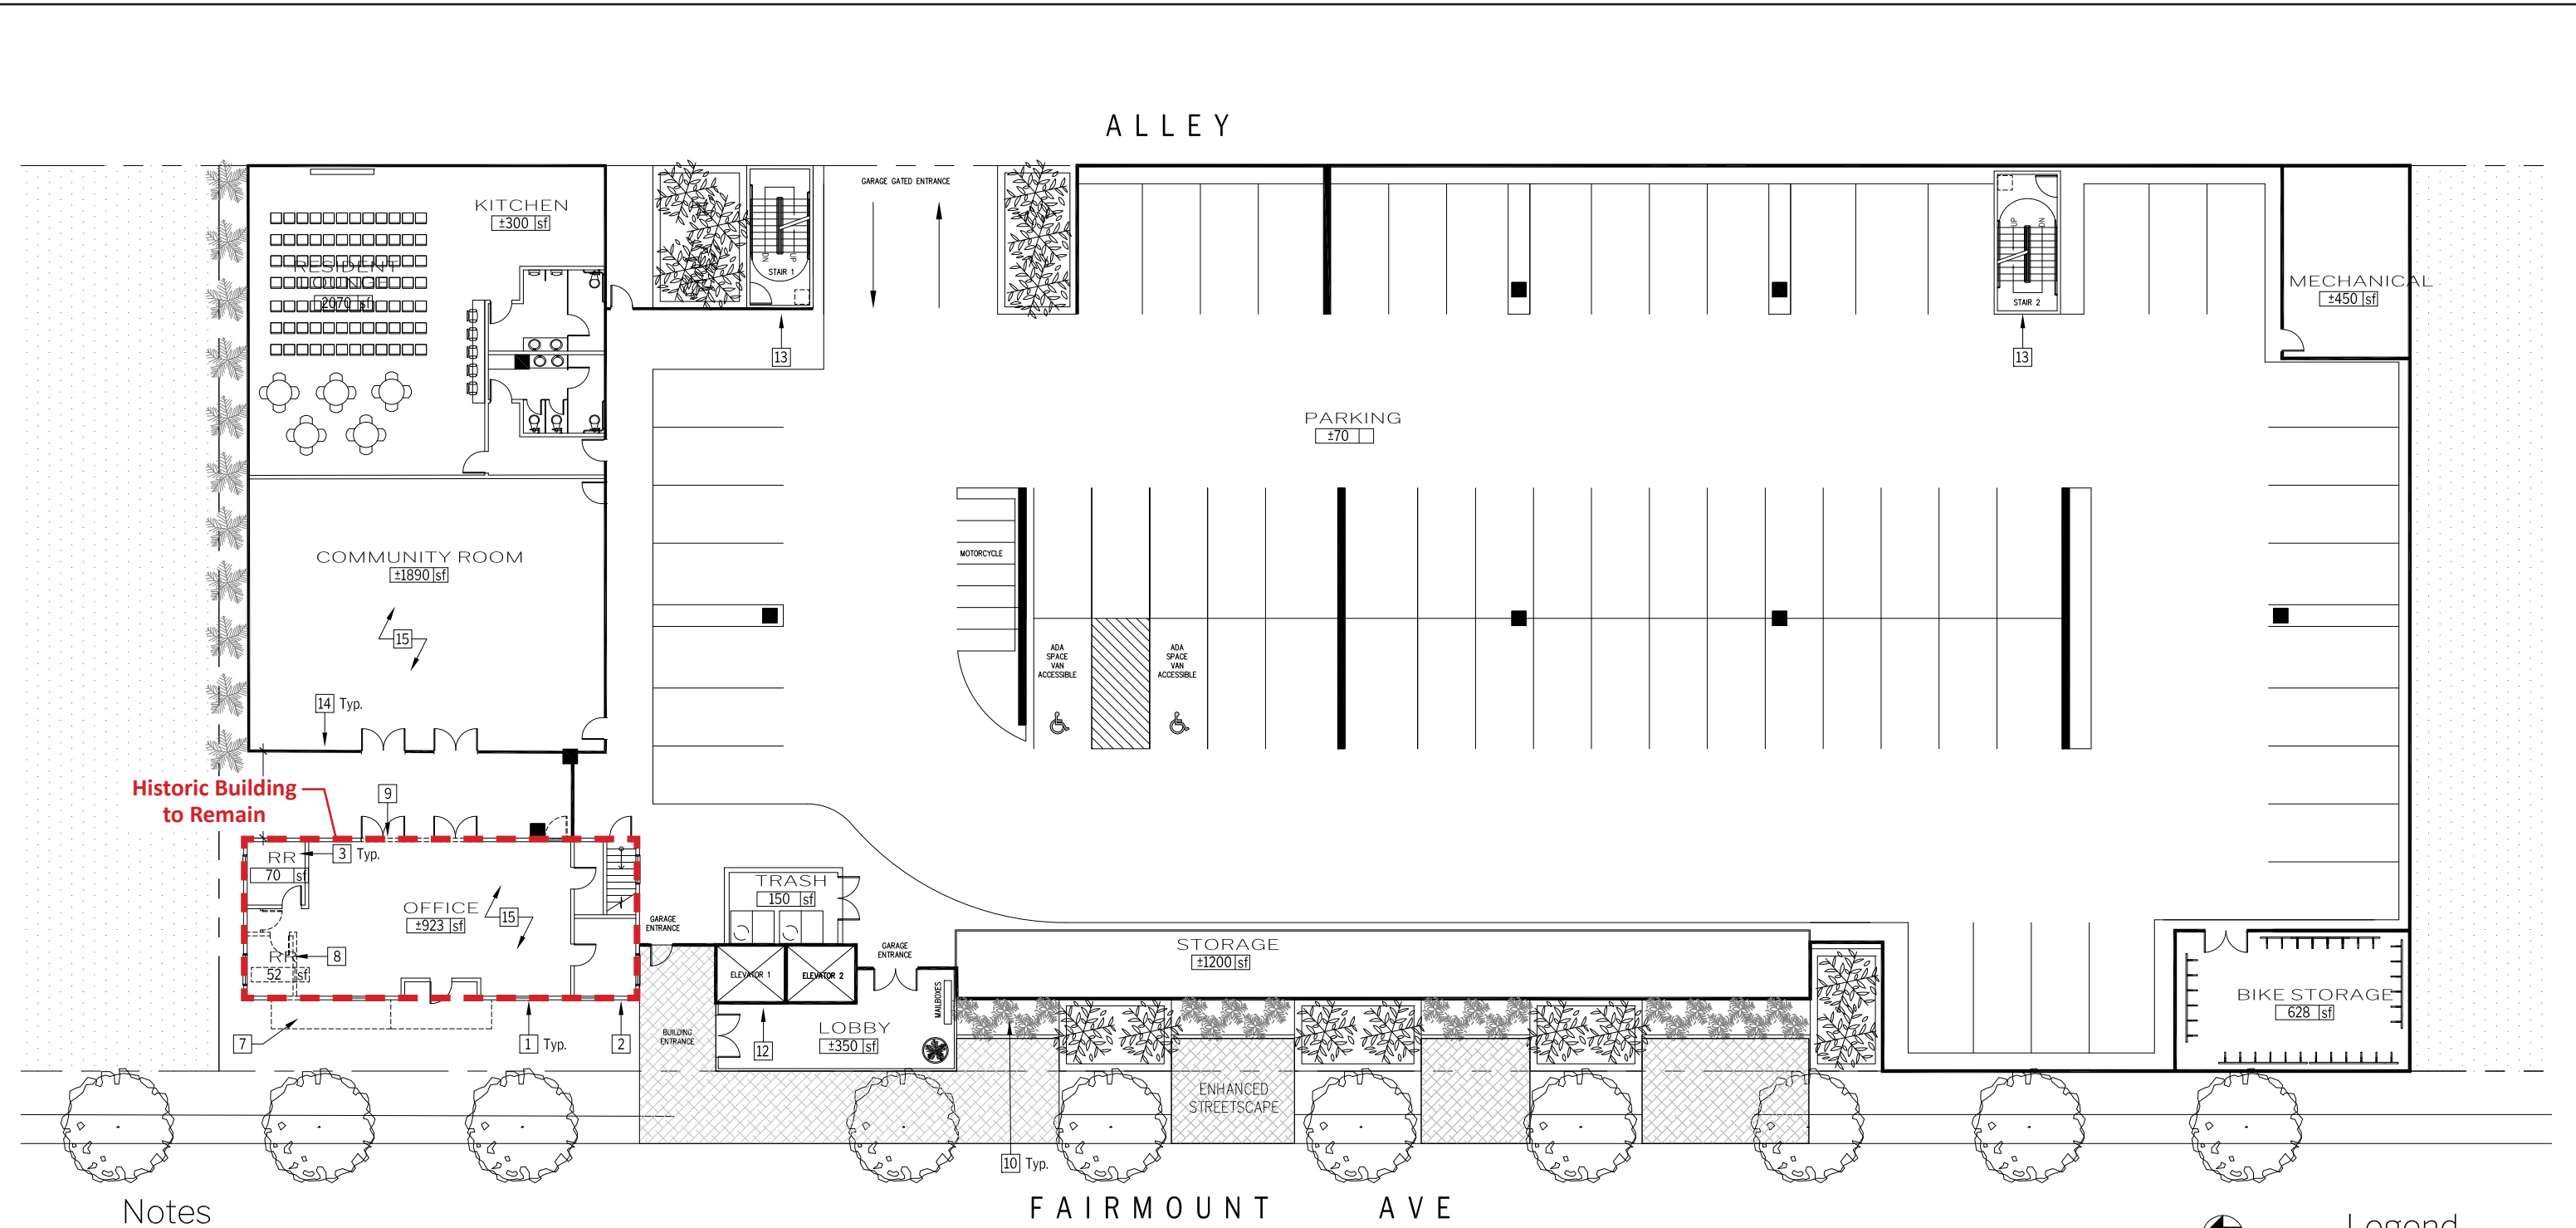 ALLEY
GARAGE GATED ENTRANCE
KITCHEN
±300 sf
RESIDENT
LOUNGE
2070 sf
DN
UP
STAIR 1
13
UP
DN
STAIR 2
13
MECHANICAL
±450 sf
PARKING
±70
COMMUNITY ROOM
±1890 sf
15
14 Typ.
MOTORCYCLE
ADA
SPACE
VAN
ACCESSIBLE
ADA
SPACE
VAN
ACCESSIBLE
Historic Building
to Remain
9
RR
70 sf
3 Typ.
OFFICE
±923 sf
15
RR
52 sf
8
7
1 Typ.
2
GARAGE
ENTRANCE
TRASH
150 sf
ELEVATOR 1
ELEVATOR 2
GARAGE
ENTRANCE
BUILDING
ENTRANCE
12
LOBBY
±350 sf
MAILBOXES
STORAGE
±1200 sf
BIKE STORAGE
628 sf
ENHANCED
STREETSCAPE
10 Typ.
FAIRMOUNT AVE
Notes
Legend